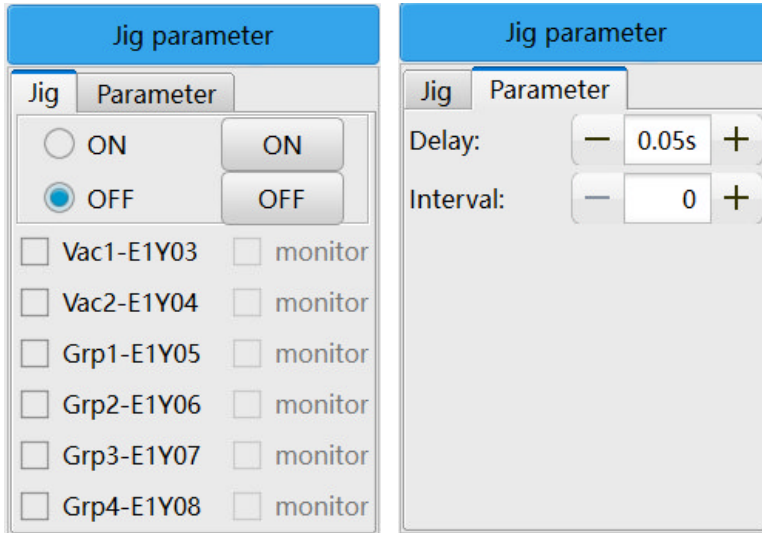 Jig parameter
Jig Parameter
ON ON
OFF OFF
Vac1-E1Y03 monitor
Vac2-E1Y04 monitor
Grp1-E1Y05 monitor
Grp2-E1Y06 monitor
Grp3-E1Y07 monitor
Grp4-E1Y08 monitor
Jig parameter
Jig Parameter
Delay: − 0.05s +
Interval: − 0 +